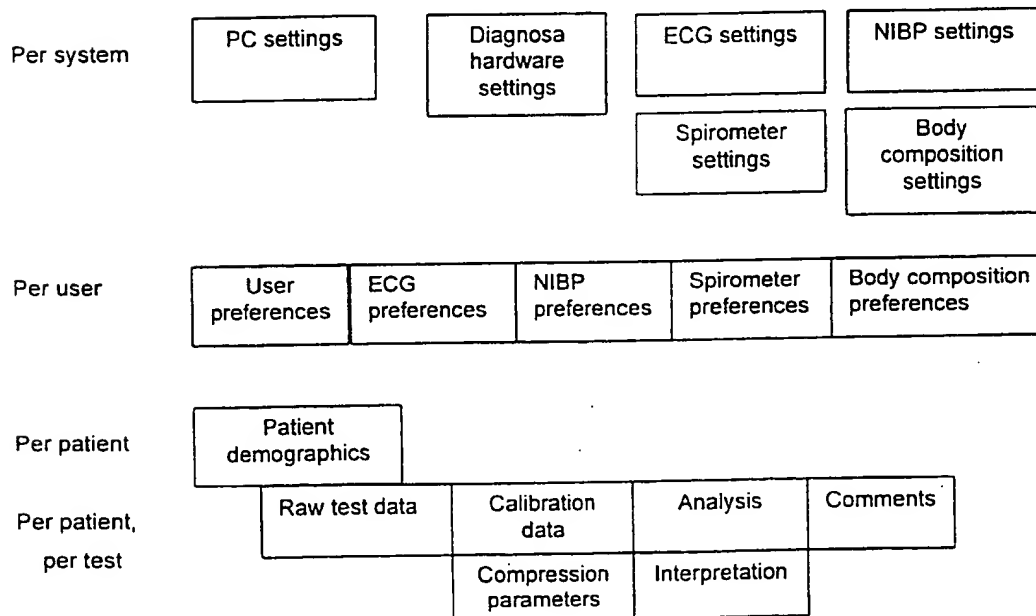 Per system
PC settings
Diagnosa
hardware
settings
ECG settings
NIBP settings
Spirometer
settings
Body
composition
settings
Per user
User
preferences
ECG
preferences
NIBP
preferences
Spirometer
preferences
Body composition
preferences
Per patient
Patient
demographics
Per patient,
per test
Raw test data
Calibration
data
Analysis
Comments
Compression
parameters
Interpretation